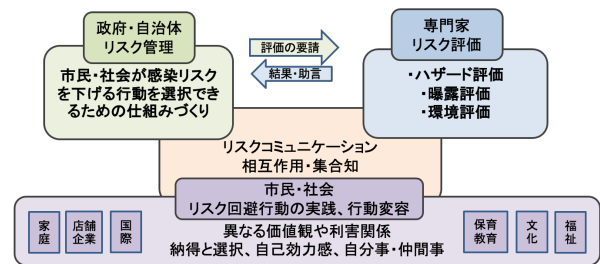 政府・自治体
リスク管理
市民・社会が感染リスク
を下げる行動を選択でき
るための仕組みづくり
評価の要請
結果・助言
専門家
リスク評価
・ハザード評価
・曝露評価
・環境評価
リスクコミュニケーション
相互作用・集合知
市民・社会
リスク回避行動の実践、行動変容
家庭
店舗
企業
国際
異なる価値観や利害関係
納得と選択、自己効力感、自分事・仲間事
保育
教育
文化
福祉